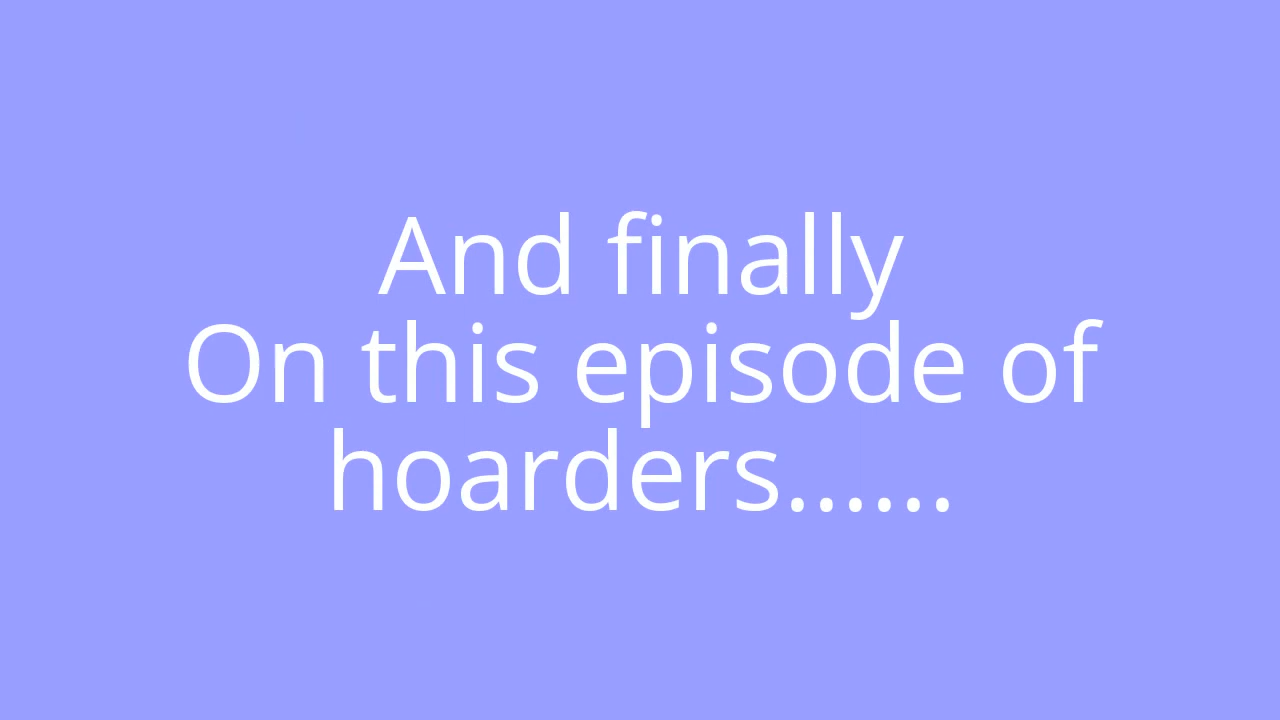 And finally
On this episode of
hoarders......